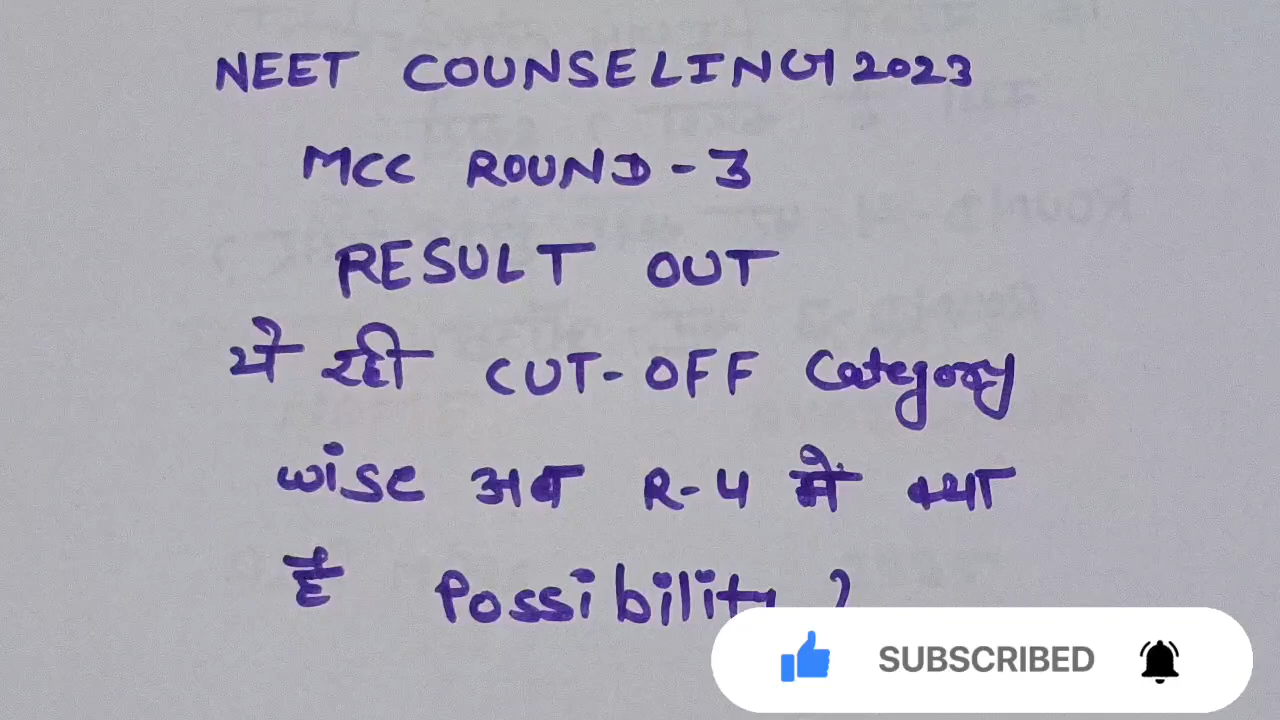 NEET COUNSELING 2023
MCC ROUND - 3
RESULT OUT
ये रही CUT-OFF Category
wise अब R-4 में क्या
है Possibility ?
SUBSCRIBED